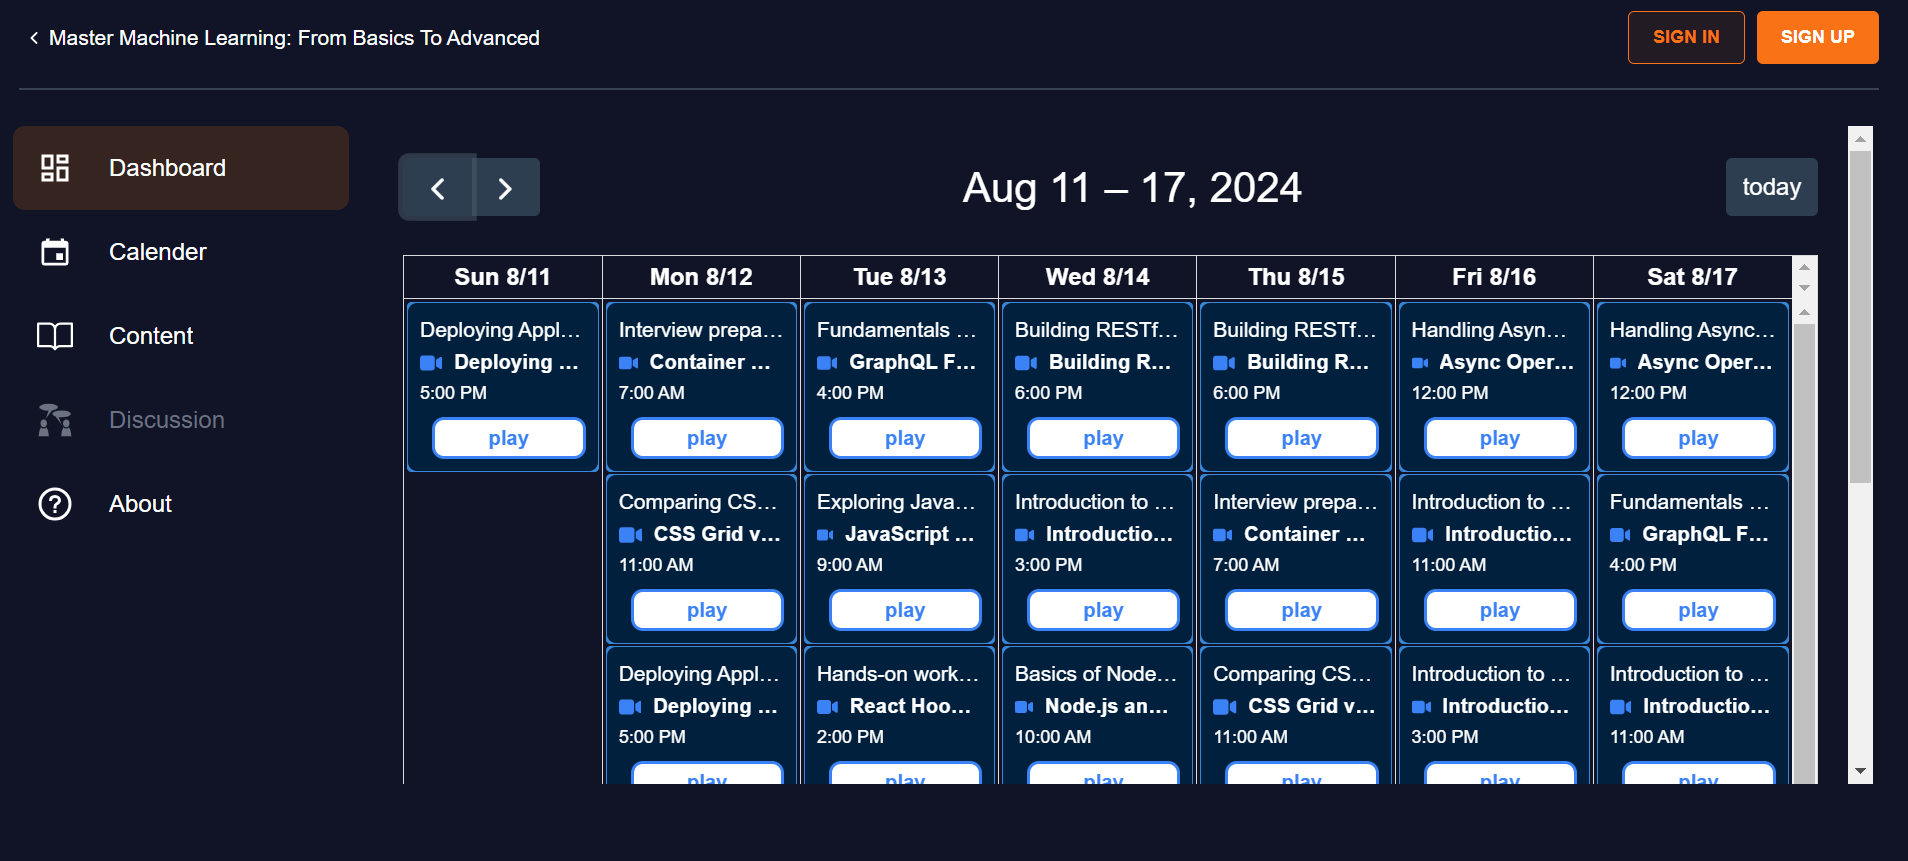 Master Machine Learning: From Basics To Advanced
SIGN IN
SIGN UP
Dashboard
Calender
Content
Discussion
About
Aug 11 – 17, 2024
today
Sun 8/11
Mon 8/12
Tue 8/13
Wed 8/14
Thu 8/15
Fri 8/16
Sat 8/17
Deploying Appl...
Deploying ...
5:00 PM
play
Interview prepa...
Container ...
7:00 AM
play
Comparing CS...
CSS Grid v...
11:00 AM
play
Deploying Appl...
Deploying ...
5:00 PM
play
Fundamentals ...
GraphQL F...
4:00 PM
play
Exploring Java...
JavaScript ...
9:00 AM
play
Hands-on work...
React Hoo...
2:00 PM
play
Building RESTf...
Building R...
6:00 PM
play
Introduction to ...
Introductio...
3:00 PM
play
Basics of Node...
Node.js an...
10:00 AM
play
Building RESTf...
Building R...
6:00 PM
play
Interview prepa...
Container ...
7:00 AM
play
Comparing CS...
CSS Grid v...
11:00 AM
play
Handling Asyn...
Async Oper...
12:00 PM
play
Introduction to ...
Introductio...
11:00 AM
play
Introduction to ...
Introductio...
3:00 PM
play
Handling Async...
Async Oper...
12:00 PM
play
Fundamentals ...
GraphQL F...
4:00 PM
play
Introduction to ...
Introductio...
11:00 AM
play